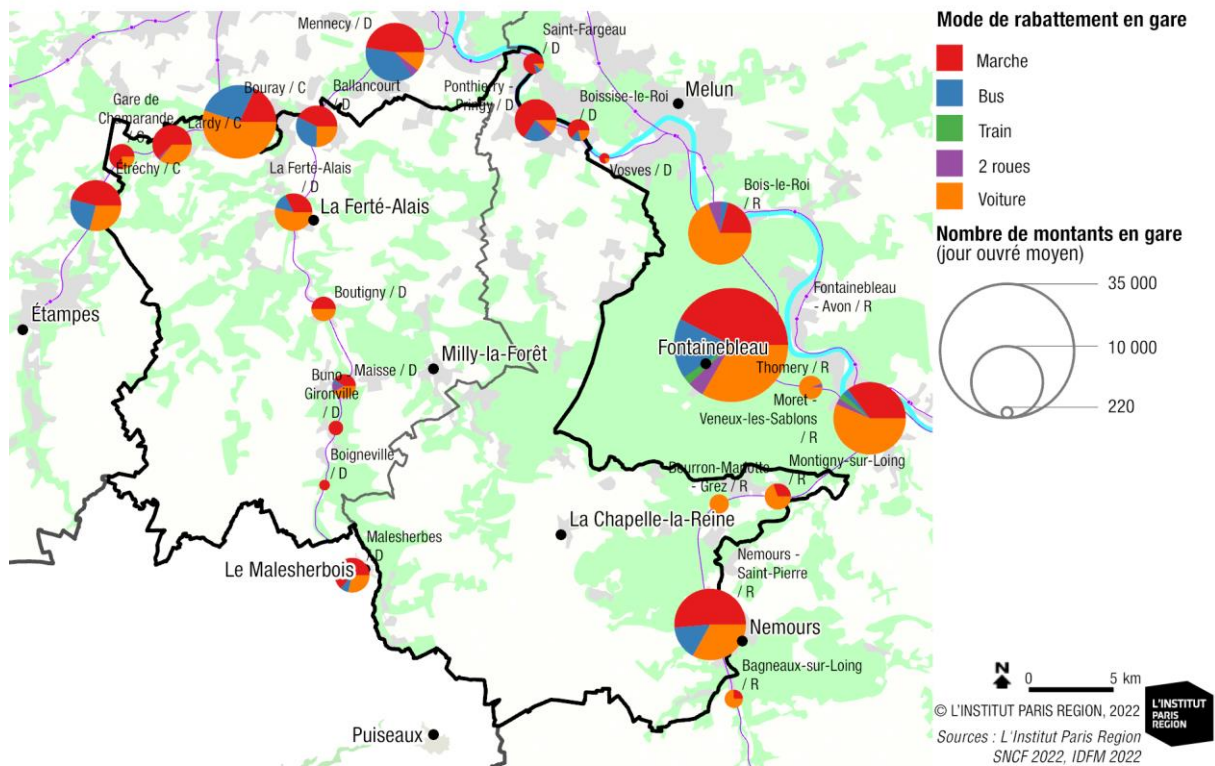 Mennecy / D
Saint-Fargeau
/ D
Gare de
Chamarande
/ C
Bouray / C
Lardy / C
Ballancourt
/ D
Ponthierry -
Pringy / D
Boissise-le-Roi
/ D
Melun
Vosves / D
Étréchy / C
La Ferté-Alais
/ D
La Ferté-Alais
Bois-le-Roi
/ R
Étampes
Boutigny / D
Fontainebleau
- Avon / R
Milly-la-Forêt
Fontainebleau
Buno
Gironville
/ D
Maisse / D
Thomery / R
Moret -
Veneux-les-Sablons
/ R
Boigneville
/ D
Bourron-Marlotte
- Grez / R
Montigny-sur-Loing
/ R
La Chapelle-la-Reine
Malesherbes
/ D
Le Malesherbois
Nemours -
Saint-Pierre
/ R
Nemours
Bagneaux-sur-Loing
/ R
Puiseaux
Mode de rabattement en gare
Marche
Bus
Train
2 roues
Voiture
Nombre de montants en gare
(jour ouvré moyen)
35 000
10 000
220
N
0 5 km
© L'INSTITUT PARIS REGION, 2022
Sources : L'Institut Paris Region
SNCF 2022, IDFM 2022
L'INSTITUT
PARIS
REGION